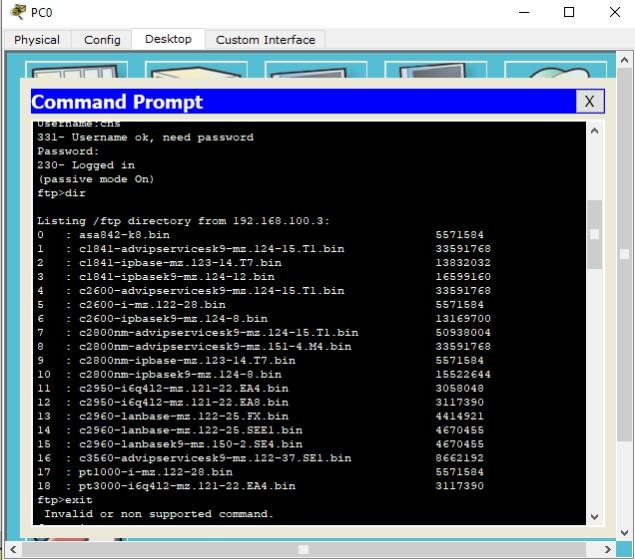 PC0
Physical Config Desktop Custom Interface
Command Prompt X
Username:cns
331- Username ok, need password
Password:
230- Logged in
(passive mode On)
ftp>dir
Listing /ftp directory from 192.168.100.3:
0 : asa842-k8.bin 5571584
1 : c1841-advipservicesk9-mz.124-15.T1.bin 33591768
2 : c1841-ipbase-mz.123-14.T7.bin 13832032
3 : c1841-ipbasek9-mz.124-12.bin 16599160
4 : c2600-advipservicesk9-mz.124-15.T1.bin 33591768
5 : c2600-i-mz.122-28.bin 5571584
6 : c2600-ipbasek9-mz.124-8.bin 13169700
7 : c2800nm-advipservicesk9-mz.124-15.T1.bin 50938004
8 : c2800nm-advipservicesk9-mz.151-4.M4.bin 33591768
9 : c2800nm-ipbase-mz.123-14.T7.bin 5571584
10 : c2800nm-ipbasek9-mz.124-8.bin 15522644
11 : c2950-i6q4l2-mz.121-22.EA4.bin 3058048
12 : c2950-i6q4l2-mz.121-22.EA8.bin 3117390
13 : c2960-lanbase-mz.122-25.FX.bin 4414921
14 : c2960-lanbase-mz.122-25.SEE1.bin 4670455
15 : c2960-lanbasek9-mz.150-2.SE4.bin 4670455
16 : c3560-advipservicesk9-mz.122-37.SE1.bin 8662192
17 : pt1000-i-mz.122-28.bin 5571584
18 : pt3000-i6q4l2-mz.121-22.EA4.bin 3117390
ftp>exit
Invalid or non supported command.